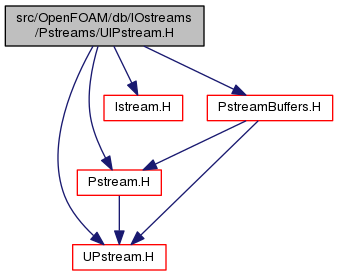 src/OpenFOAM/db/IOstreams
/Pstreams/UIPstream.H
Istream.H
PstreamBuffers.H
Pstream.H
UPstream.H